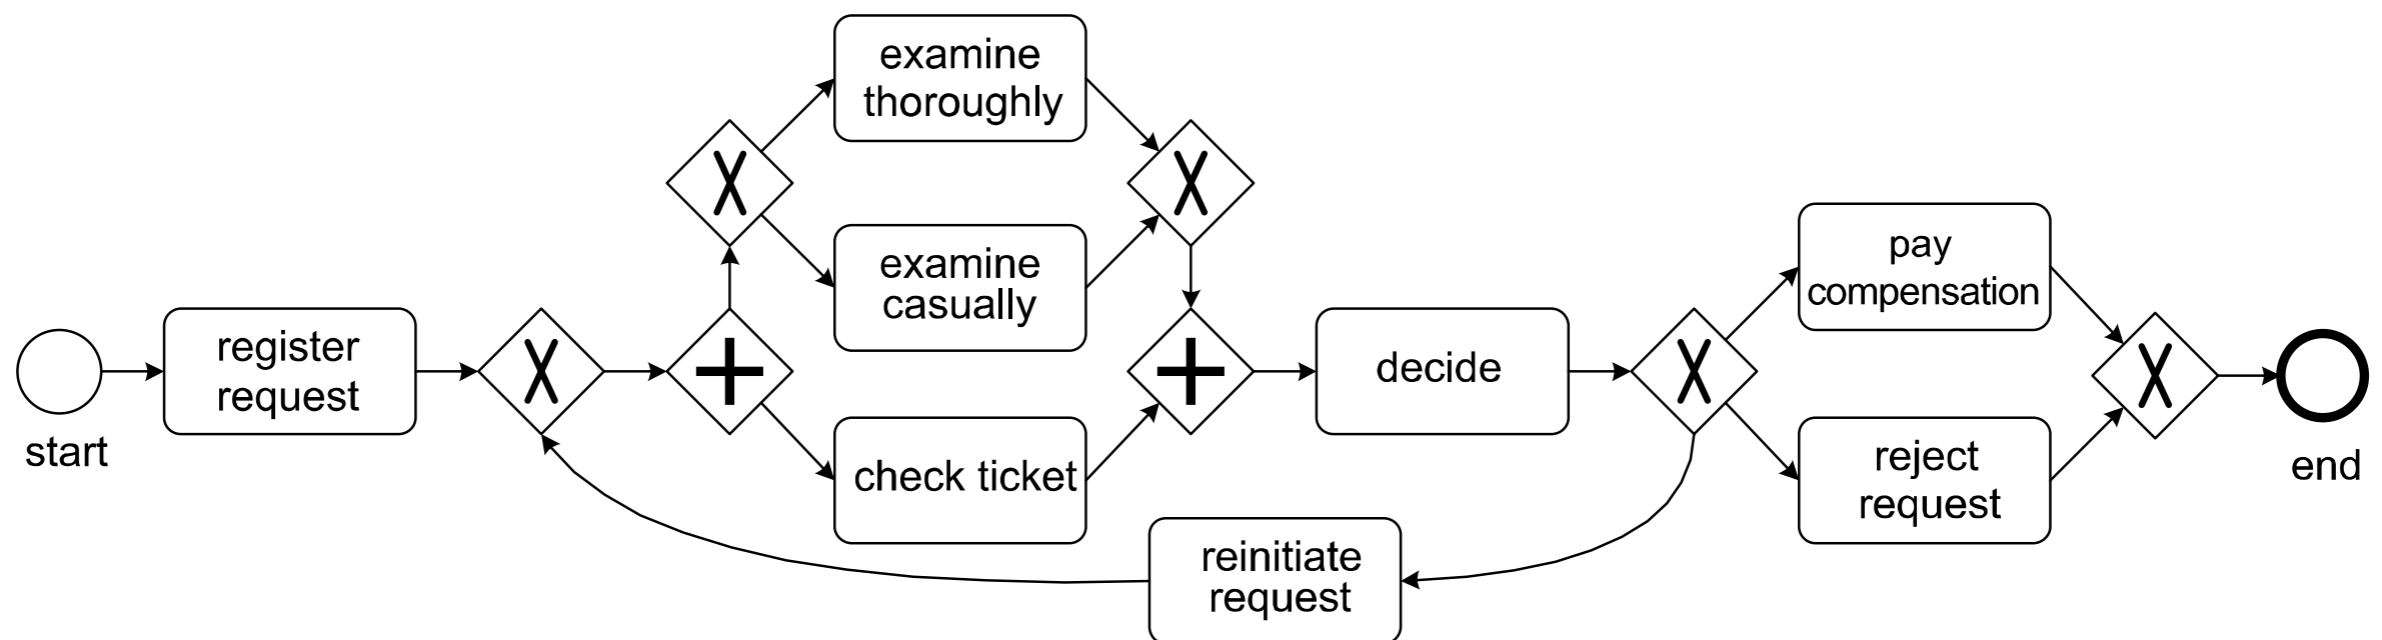 start
register
request
examine
thoroughly
examine
casually
check ticket
decide
reinitiate
request
pay
compensation
reject
request
end